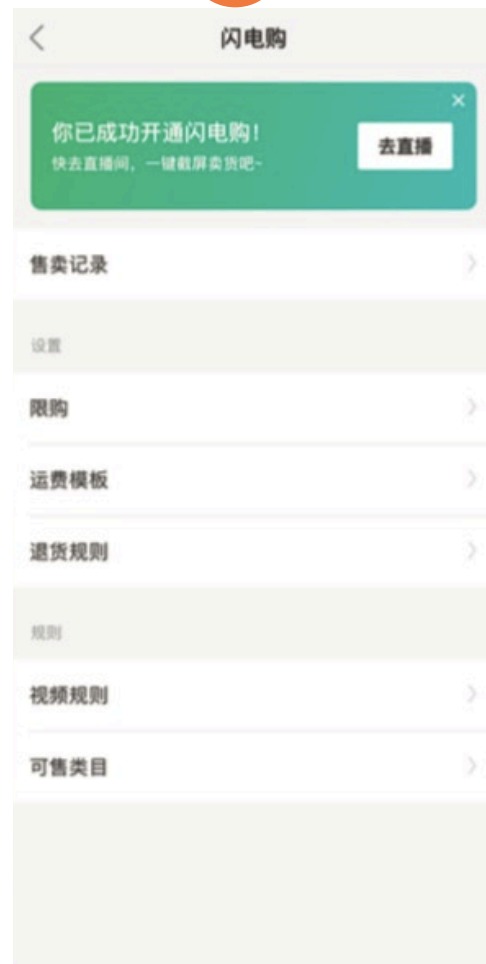 闪电购
你已成功开通闪电购!
快去直播间，一键截屏卖货吧~
去直播
售卖记录
设置
限购
运费模板
退货规则
规则
视频规则
可售类目